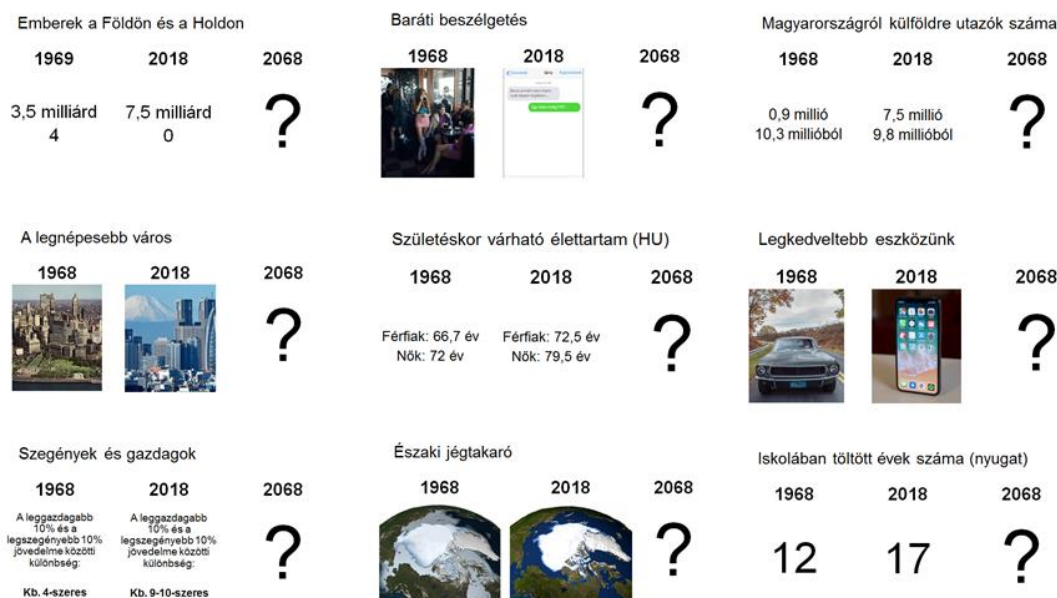 Emberek a Földön és a Holdon
1969 2018 2068
3,5 milliárd 7,5 milliárd
4 0
?
Baráti beszélgetés
1968 2018 2068
?
Magyarországról külföldre utazók száma
1968 2018 2068
0,9 millió 7,5 millió
10,3 millióból 9,8 millióból
?
A legnépesebb város
1968 2018 2068
?
Születéskor várható élettartam (HU)
1968 2018 2068
Férfiak: 66,7 év Férfiak: 72,5 év
Nők: 72 év Nők: 79,5 év
?
Legkedveltebb eszközünk
1968 2018 2068
?
Szegények és gazdagok
1968 2018 2068
A leggazdagabb A leggazdagabb
10% és a 10% és a
legszegényebb 10% legszegényebb 10%
jövedelme közötti jövedelme közötti
különbség: különbség:
Kb. 4-szeres Kb. 9-10-szeres
?
Északi jégtakaró
1968 2018 2068
?
Iskolában töltött évek száma (nyugat)
1968 2018 2068
12 17 ?